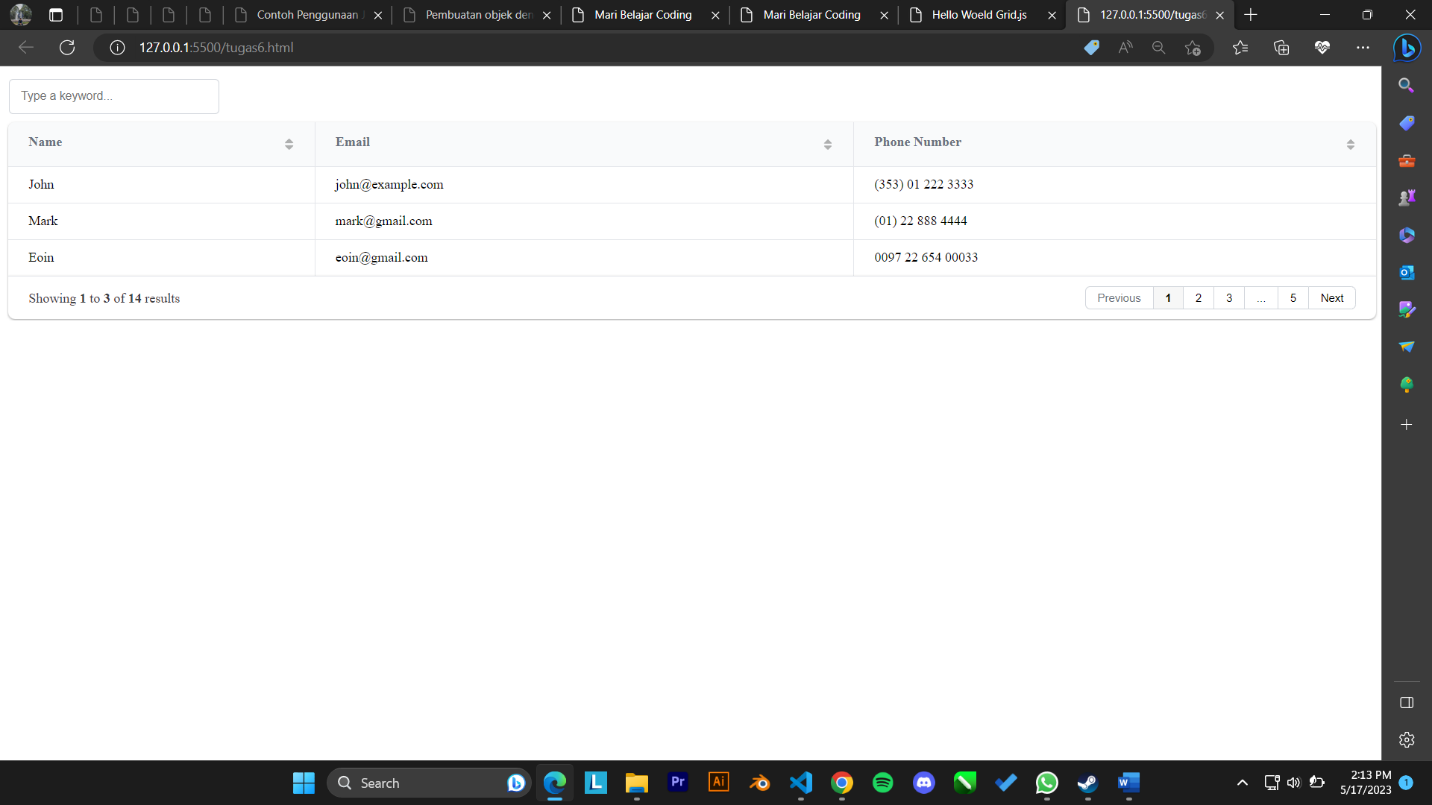 Contoh Penggunaan J
Pembuatan objek den
Mari Belajar Coding
Mari Belajar Coding
Hello Woeld Grid.js
127.0.0.1:5500/tugas6
127.0.0.1:5500/tugas6.html
Type a keyword...
Name Email Phone Number
John john@example.com (353) 01 222 3333
Mark mark@gmail.com (01) 22 888 4444
Eoin eoin@gmail.com 0097 22 654 00033
Showing 1 to 3 of 14 results
Previous 1 2 3 ... 5 Next
Search
L
Pr
Ai
2:13 PM
5/17/2023
1